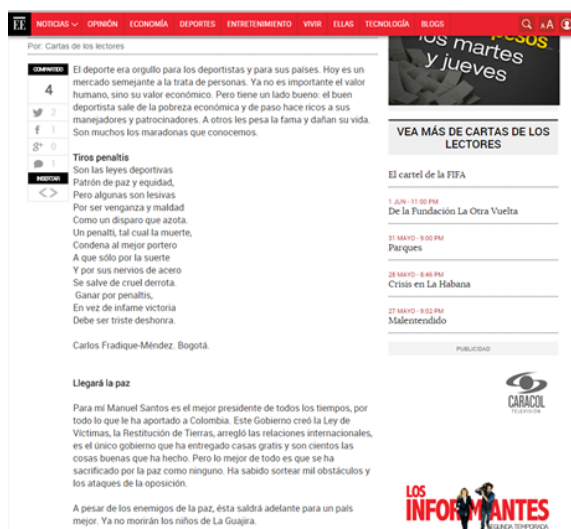 EE NOTICIAS OPINIÓN ECONOMÍA DEPORTES ENTRETENIMIENTO VIVIR ELLAS TECNOLOGÍA BLOGS AA
Por: Cartas de los lectores
COMPARTIDO
4
2
1
g+ 0
1
INSERTAR
<>
El deporte era orgullo para los deportistas y para sus países. Hoy es un
mercado semejante a la trata de personas. Ya no es importante el valor
humano, sino su valor económico. Pero tiene un lado bueno: el buen
deportista sale de la pobreza económica y de paso hace ricos a sus
manejadores y patrocinadores. A otros les pesa la fama y dañan su vida.
Son muchos los maradonas que conocemos.
Tiros penaltis
Son las leyes deportivas
Patrón de paz y equidad,
Pero algunas son lesivas
Por ser venganza y maldad
Como un disparo que azota.
Un penalti, tal cual la muerte,
Condena al mejor portero
A que sólo por la suerte
Y por sus nervios de acero
Se salve de cruel derrota.
Ganar por penaltis,
En vez de infame victoria
Debe ser triste deshonra.
Carlos Fradique-Méndez. Bogotá.
Llegará la paz
Para mí Manuel Santos es el mejor presidente de todos los tiempos, por
todo lo que le ha aportado a Colombia. Este Gobierno creó la Ley de
Víctimas, la Restitución de Tierras, arregló las relaciones internacionales,
es el único gobierno que ha entregado casas gratis y son cientos las
cosas buenas que ha hecho. Pero lo mejor de todo es que se ha
sacrificado por la paz como ninguno. Ha sabido sortear mil obstáculos y
los ataques de la oposición.
A pesar de los enemigos de la paz, ésta saldrá adelante para un país
mejor. Ya no morirán los niños de La Guajira.
pesos
los martes
y jueves
VEA MÁS DE CARTAS DE LOS
LECTORES
El cartel de la FIFA
1 JUN - 11:00 PM
De la Fundación La Otra Vuelta
31 MAYO - 9:00 PM
Parques
28 MAYO - 8:46 PM
Crisis en La Habana
27 MAYO - 9:02 PM
Malentendido
PUBLICIDAD
CARACOL
TELEVISIÓN
LOS
INFORMANTES
SEGUNDA TEMPORADA